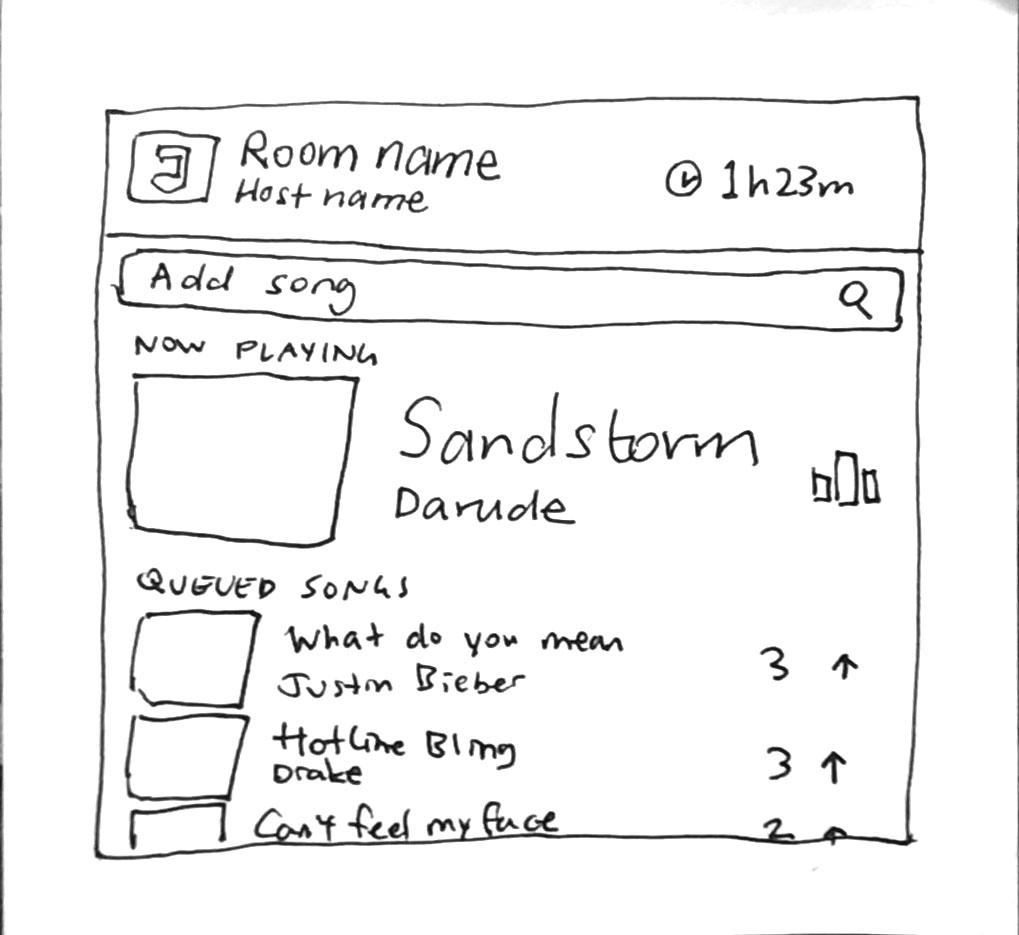 Room name
Host name
1h23m
Add song
NOW PLAYING
Sandstorm
Darude
QUEUED SONGS
What do you mean
Justin Bieber
3 ↑
Hotline Bling
Drake
3 ↑
Can't feel my face
2 ↑